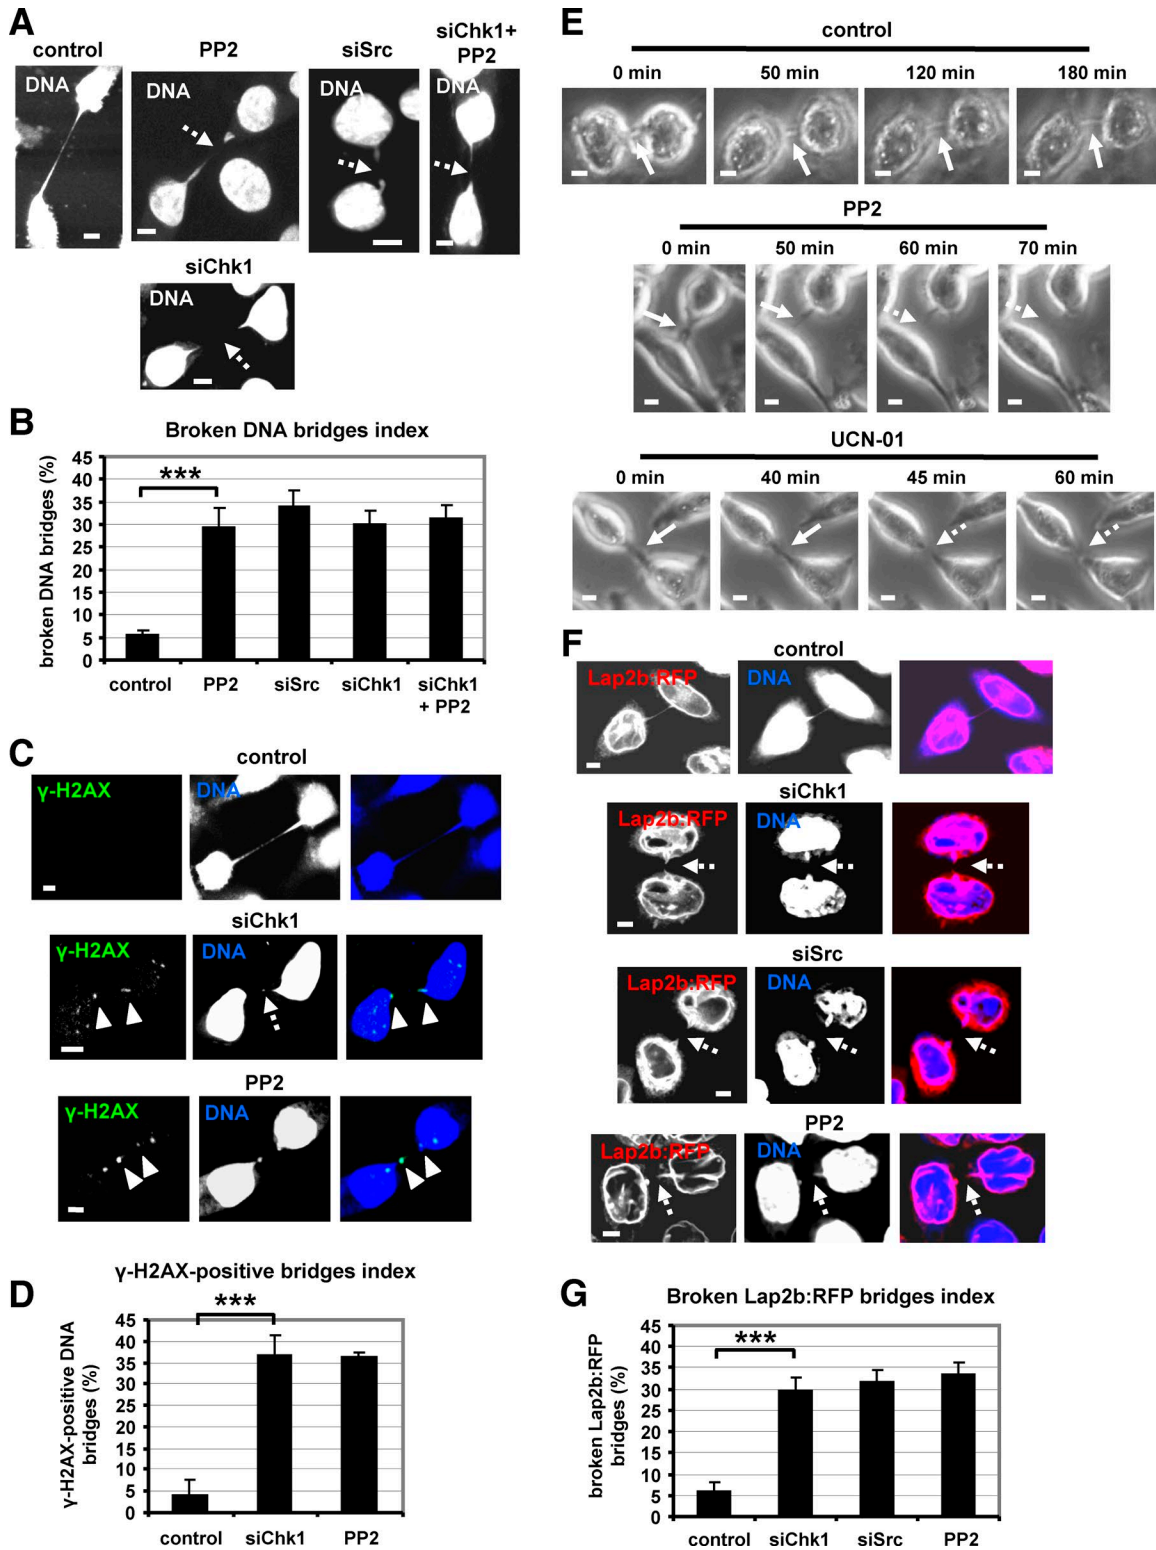 A
control
PP2
siSrc
siChk1+
PP2
DNA
DNA
DNA
DNA
siChk1
DNA
B
Broken DNA bridges index
broken DNA bridges (%)
45
40
35
30
25
20
15
10
5
0
***
control
PP2
siSrc
siChk1
siChk1
+ PP2
C
control
γ-H2AX
DNA
siChk1
γ-H2AX
DNA
PP2
γ-H2AX
DNA
D
γ-H2AX-positive bridges index
γ-H2AX-positive DNA
bridges (%)
45
40
35
30
25
20
15
10
5
0
***
control
siChk1
PP2
E
control
0 min
50 min
120 min
180 min
PP2
0 min
50 min
60 min
70 min
UCN-01
0 min
40 min
45 min
60 min
F
control
Lap2b:RFP
DNA
siChk1
Lap2b:RFP
DNA
siSrc
Lap2b:RFP
DNA
PP2
Lap2b:RFP
DNA
G
Broken Lap2b:RFP bridges index
broken Lap2b:RFP
bridges (%)
45
40
35
30
25
20
15
10
5
0
***
control
siChk1
siSrc
PP2